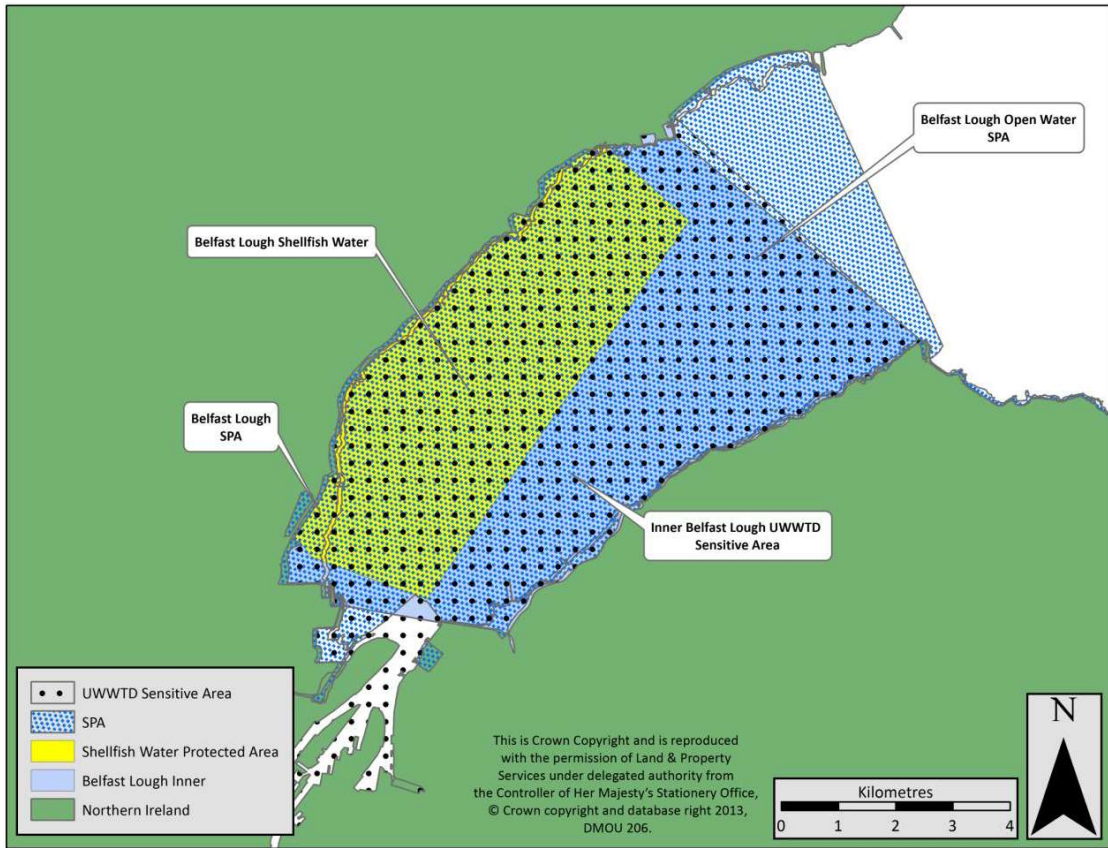 Belfast Lough Open Water
SPA
Belfast Lough Shellfish Water
Belfast Lough
SPA
Inner Belfast Lough UWWTD
Sensitive Area
UWWTD Sensitive Area
SPA
Shellfish Water Protected Area
Belfast Lough Inner
Northern Ireland
This is Crown Copyright and is reproduced
with the permission of Land & Property
Services under delegated authority from
the Controller of Her Majesty's Stationery Office,
© Crown copyright and database right 2013,
DMOU 206.
Kilometres
0 1 2 3 4
N